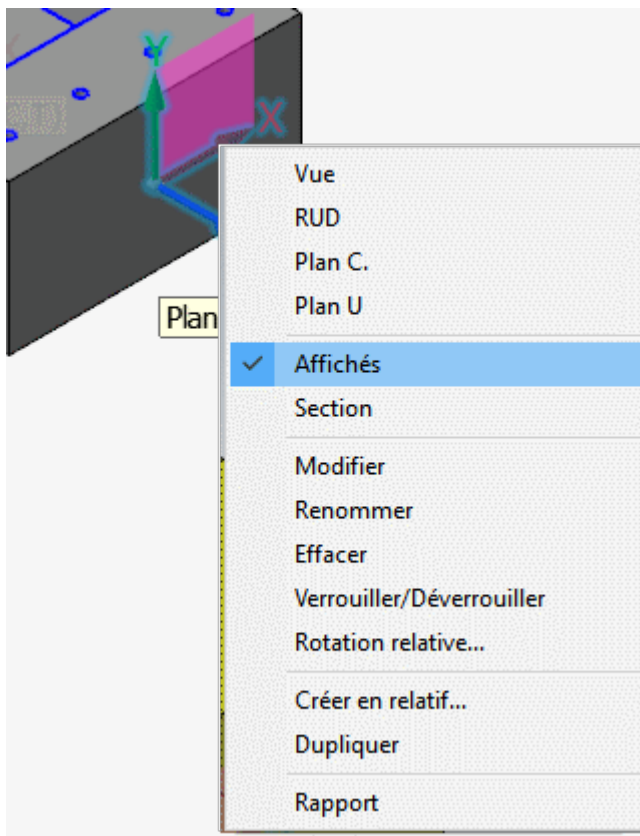 Y
X
Plan
Vue
RUD
Plan C.
Plan U
Affichés
Section
Modifier
Renommer
Effacer
Verrouiller/Déverrouiller
Rotation relative...
Créer en relatif...
Dupliquer
Rapport